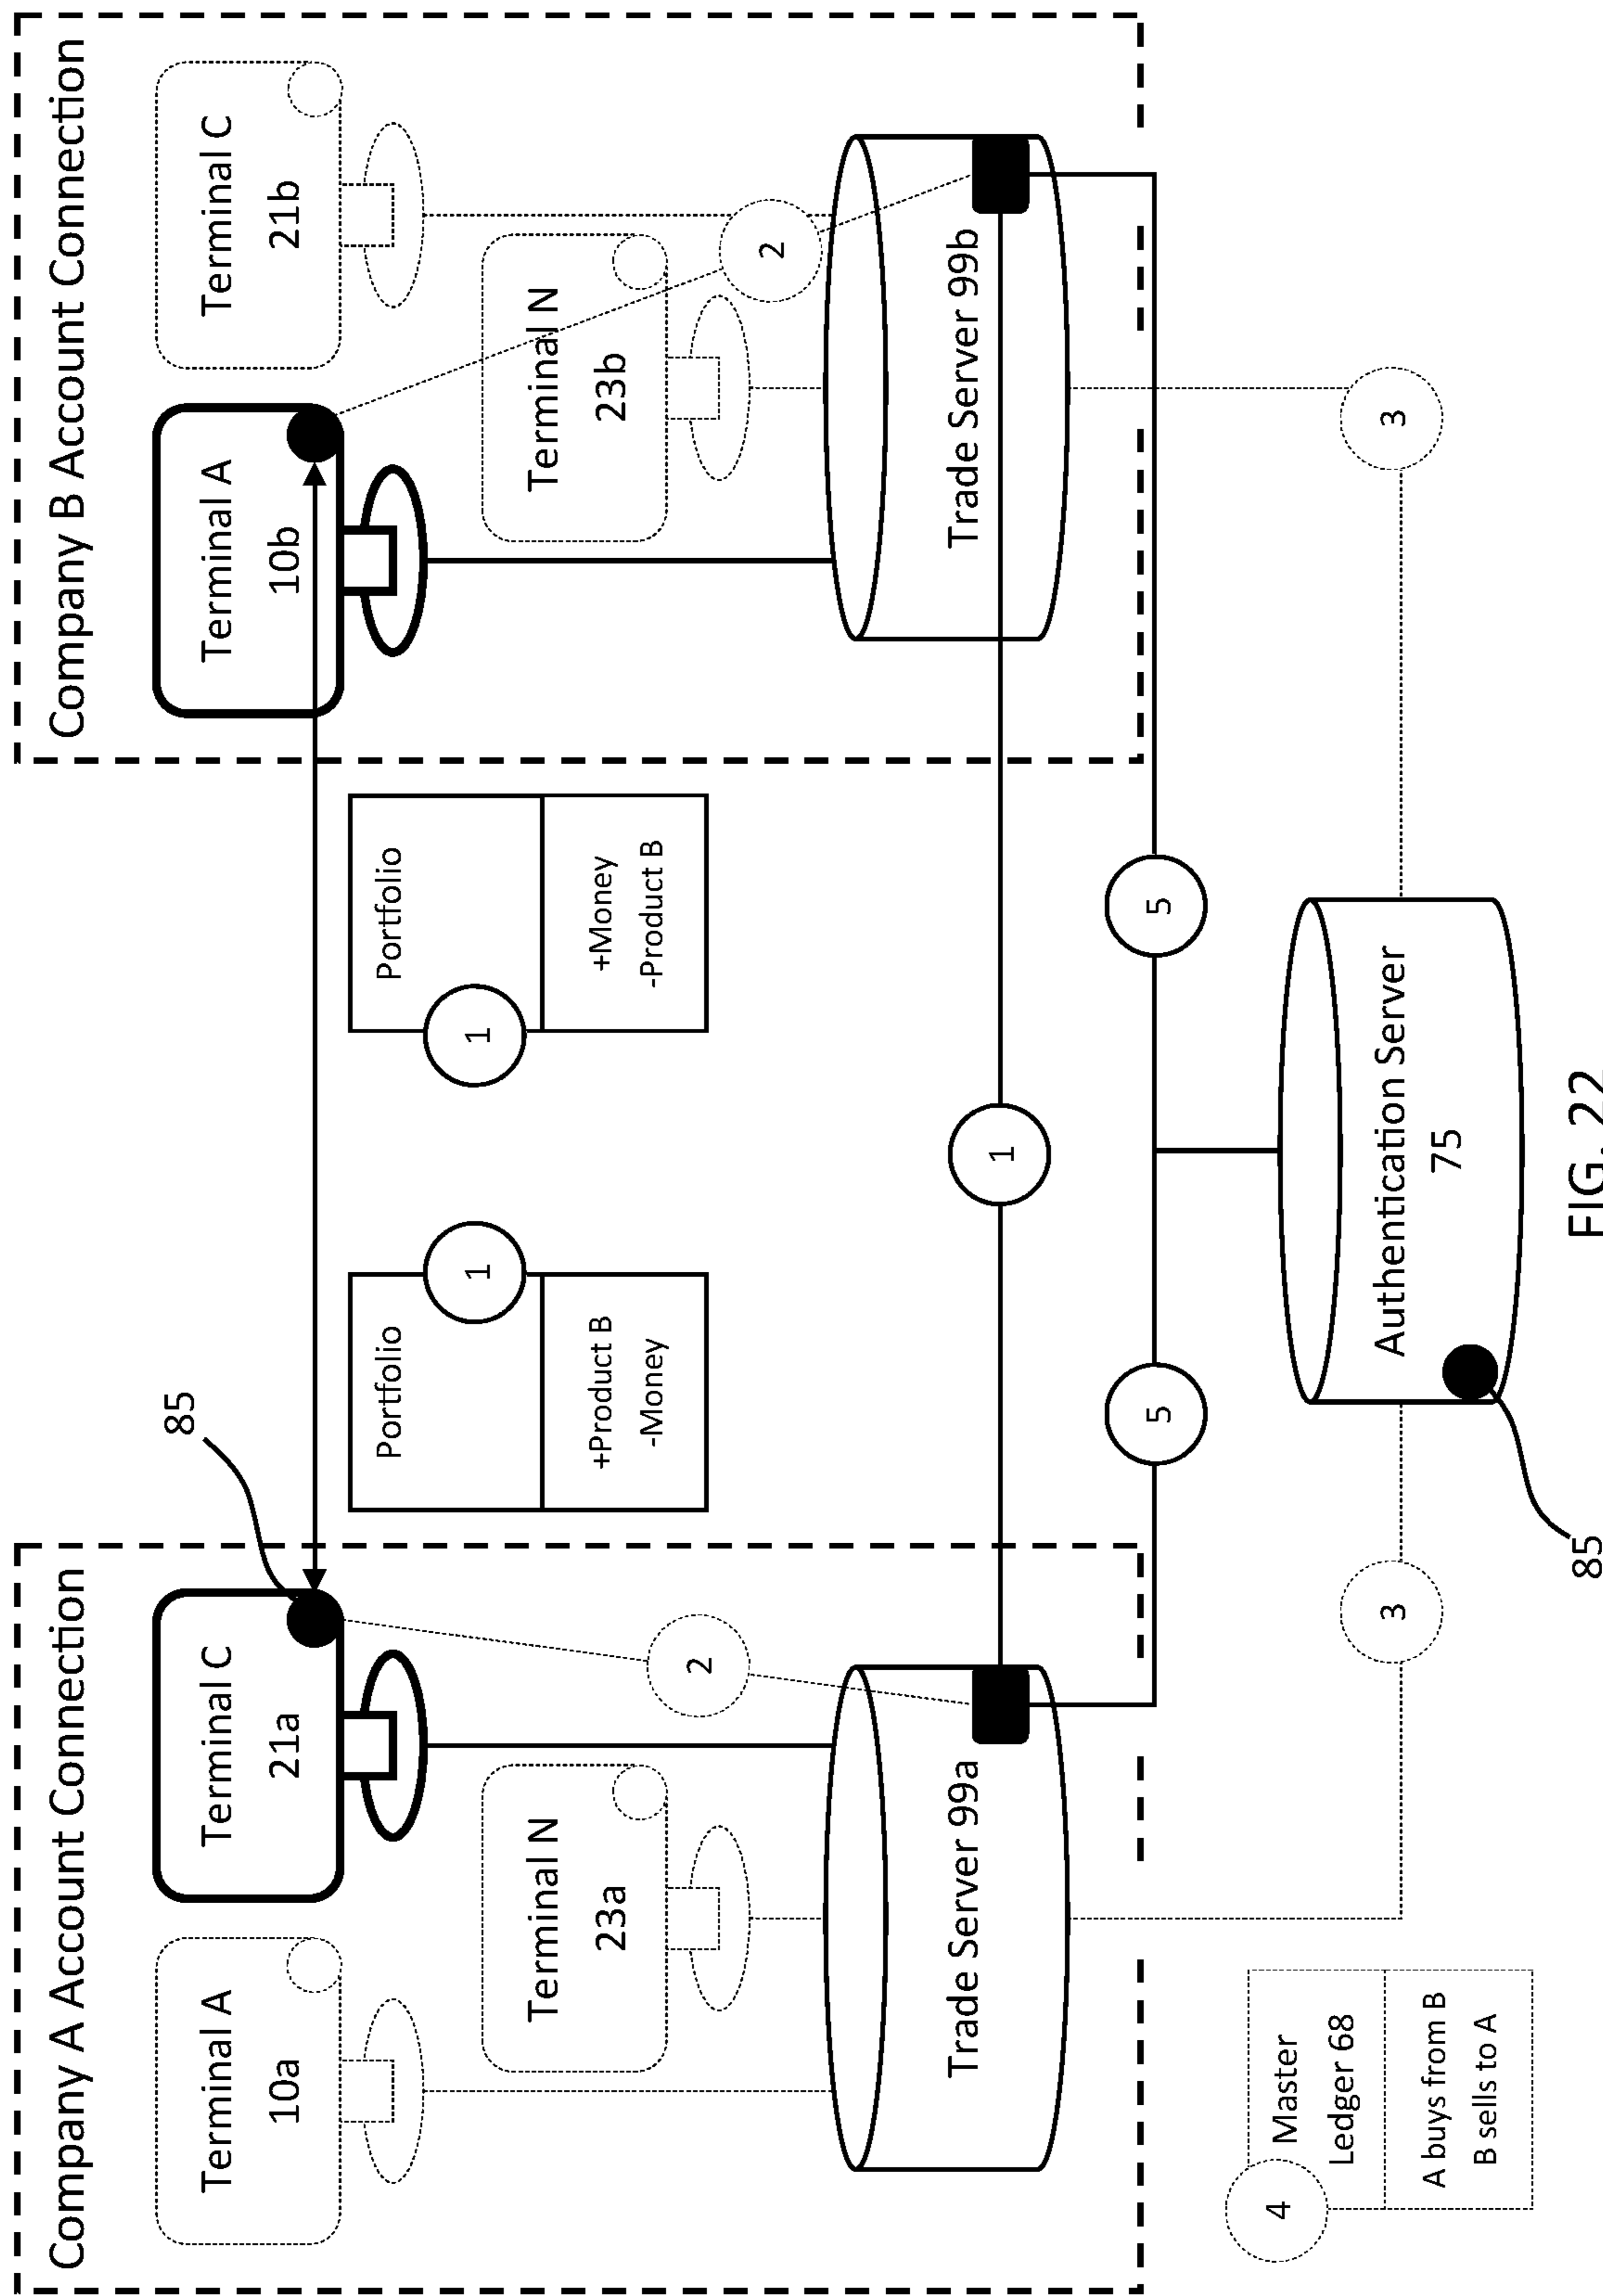 Company A Account Connection
Company B Account Connection
85
Terminal A
10a
Terminal C
21a
Terminal A
10b
Terminal C
21b
Portfolio
1
+Product B
-Money
Portfolio
1
+Money
-Product B
Terminal N
23a
2
Terminal N
23b
2
Trade Server 99a
1
Trade Server 99b
5
5
4
Master
Ledger 68
A buys from B
B sells to A
3
Authentication Server
75
3
85
FIG. 22